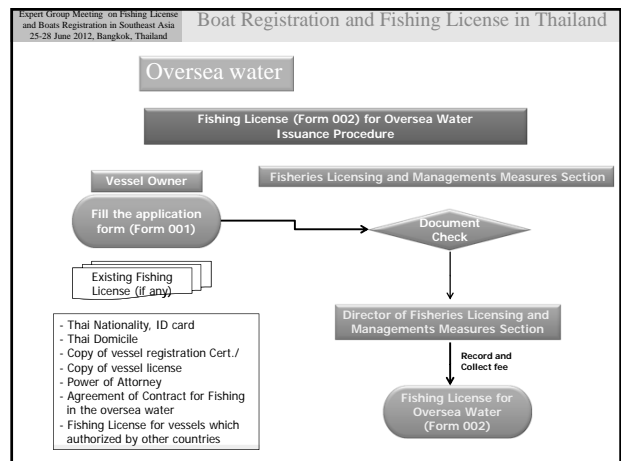 Expert Group Meeting on Fishing License
and Boats Registration in Southeast Asia
25-28 June 2012, Bangkok, Thailand
Boat Registration and Fishing License in Thailand
Oversea water
Fishing License (Form 002) for Oversea Water
Issuance Procedure
Vessel Owner
Fisheries Licensing and Managements Measures Section
Fill the application
form (Form 001)
Document
Check
Existing Fishing
License (if any)
Director of Fisheries Licensing and
Managements Measures Section
- Thai Nationality, ID card
- Thai Domicile
- Copy of vessel registration Cert./
- Copy of vessel license
- Power of Attorney
- Agreement of Contract for Fishing
in the oversea water
- Fishing License for vessels which
authorized by other countries
Record and
Collect fee
Fishing License for
Oversea Water
(Form 002)